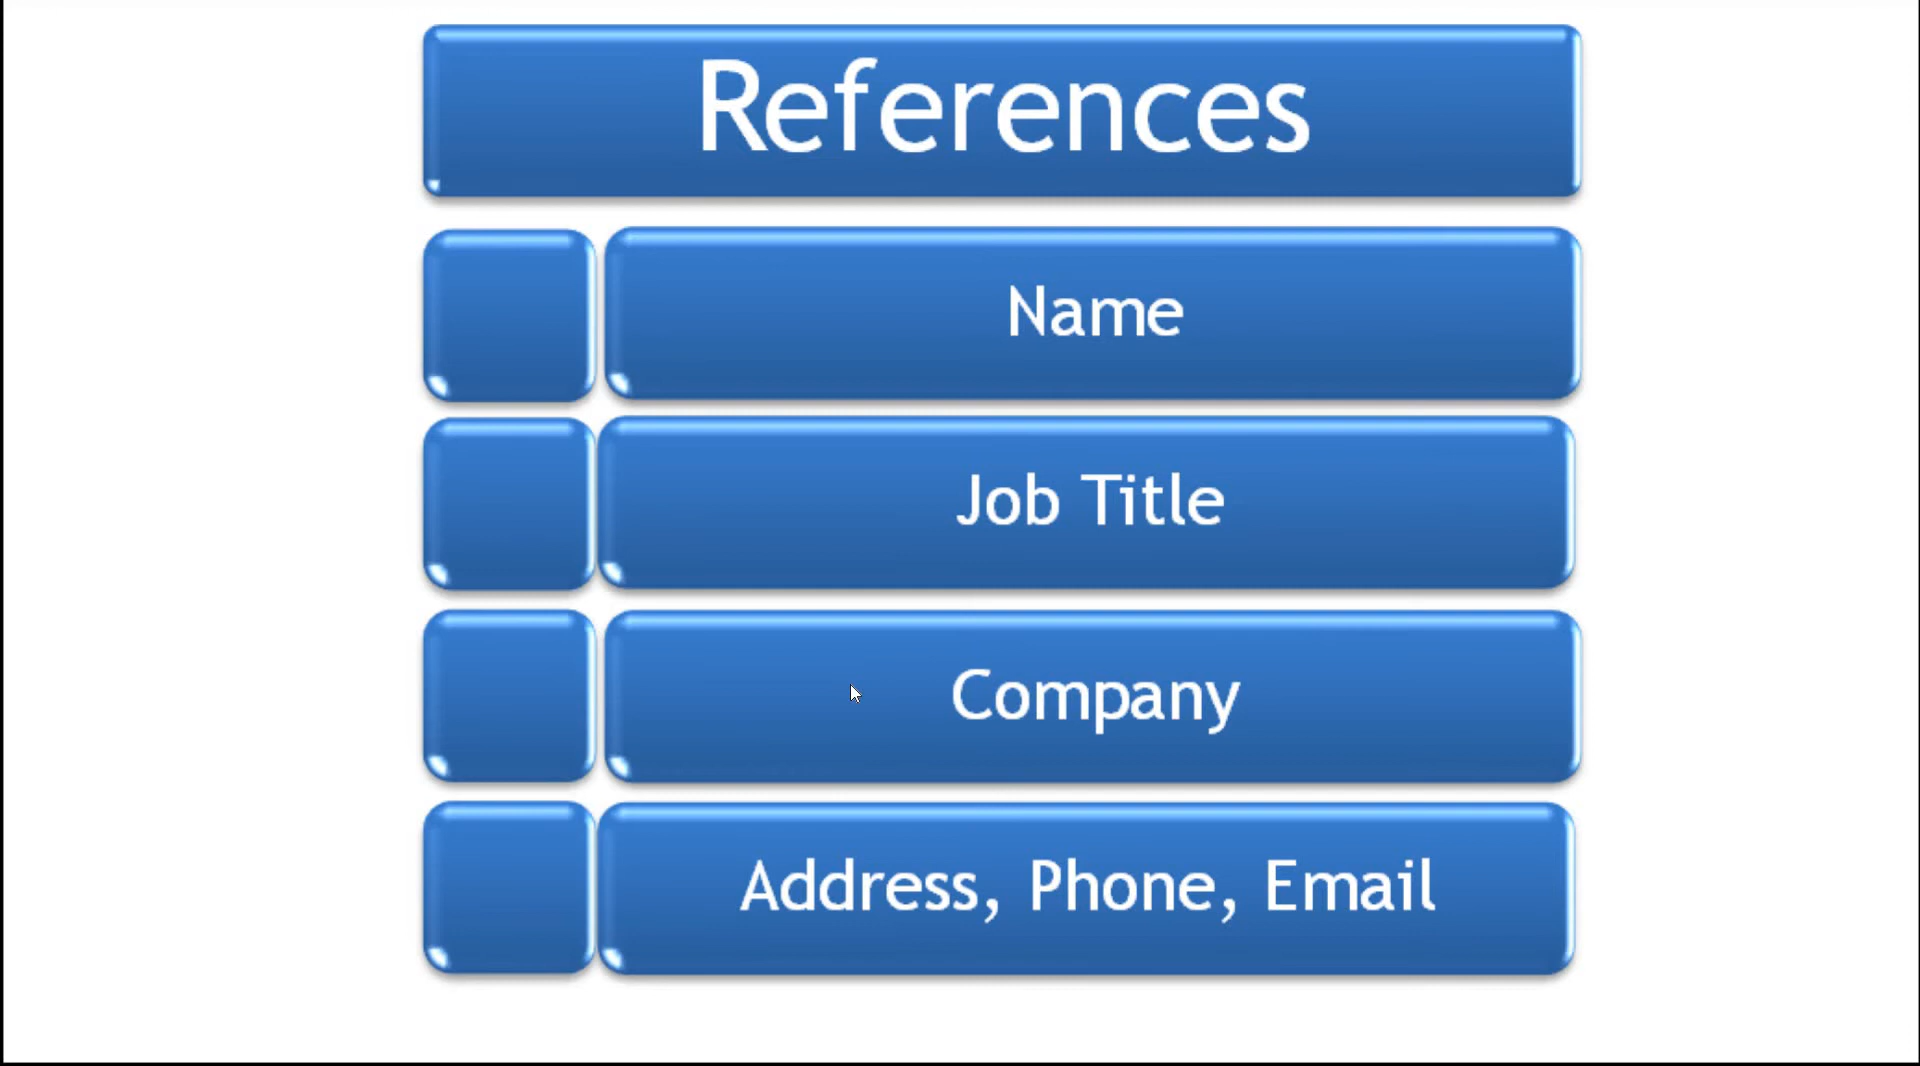 References
Name
Job Title
Company
Address, Phone, Email